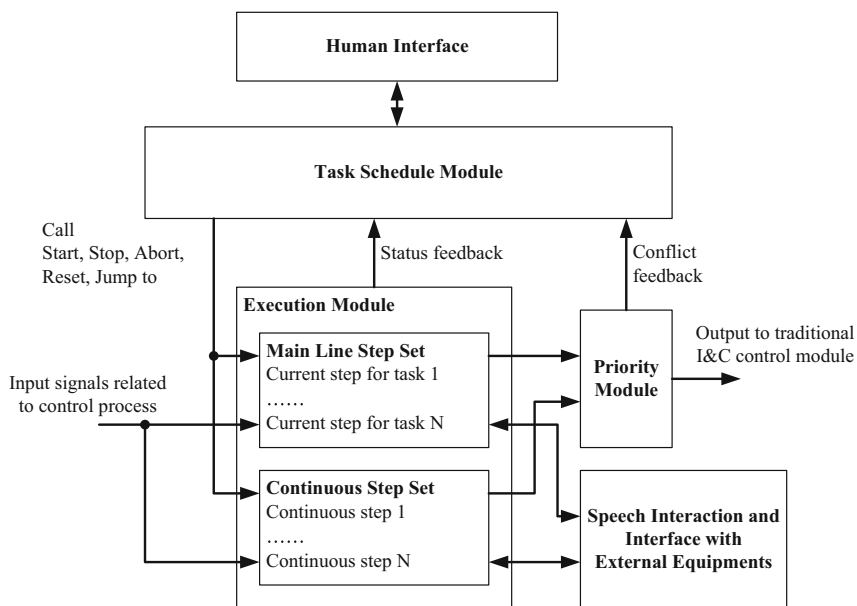 Human Interface
Task Schedule Module
Call
Start, Stop, Abort,
Reset, Jump to
Status feedback
Conflict
feedback
Execution Module
Main Line Step Set
Current step for task 1
……
Current step for task N
Priority
Module
Output to traditional
I&C control module
Input signals related
to control process
Continuous Step Set
Continuous step 1
……
Continuous step N
Speech Interaction and
Interface with
External Equipments